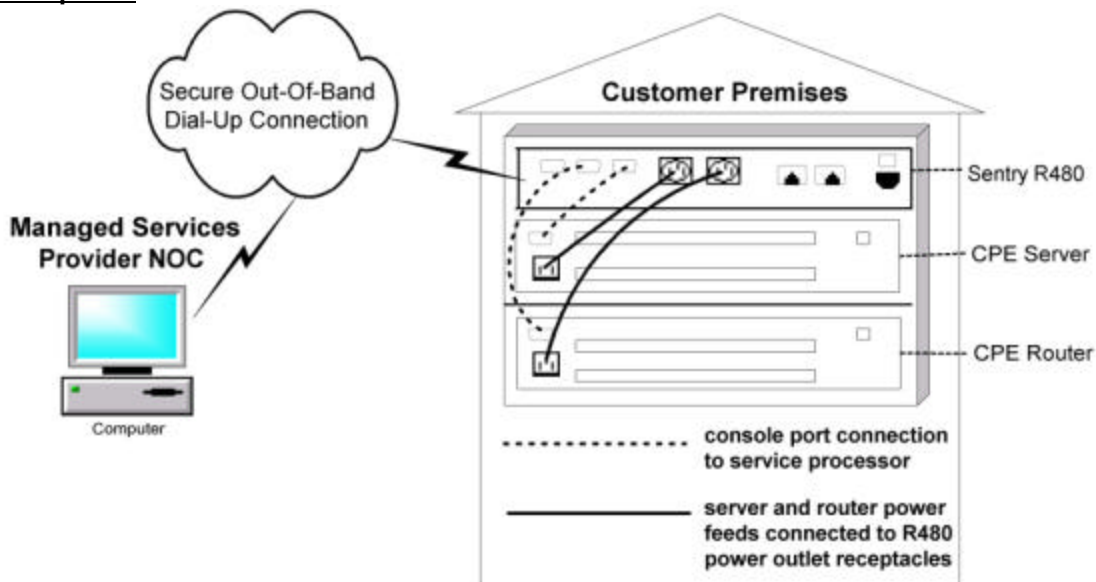 Secure Out-Of-Band
Dial-Up Connection
Customer Premises
Sentry R480
Managed Services
Provider NOC
CPE Server
CPE Router
Computer
console port connection
to service processor
server and router power
feeds connected to R480
power outlet receptacles